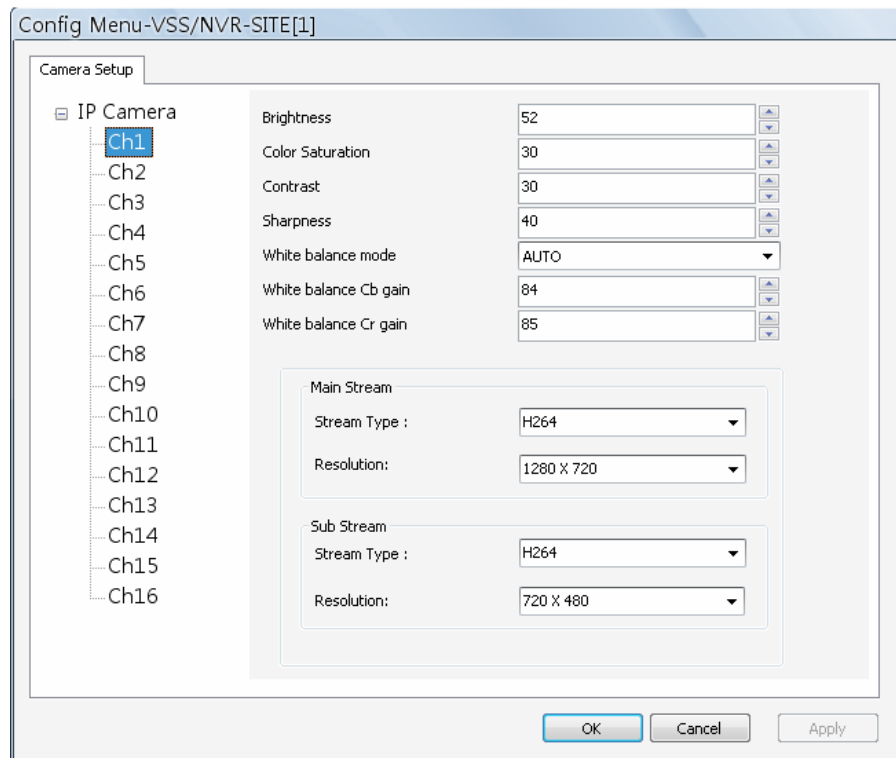 Config Menu-VSS/NVR-SITE[1]
Camera Setup
IP Camera
Ch1
Ch2
Ch3
Ch4
Ch5
Ch6
Ch7
Ch8
Ch9
Ch10
Ch11
Ch12
Ch13
Ch14
Ch15
Ch16
Brightness 52
Color Saturation 30
Contrast 30
Sharpness 40
White balance mode AUTO
White balance Cb gain 84
White balance Cr gain 85
Main Stream
Stream Type : H264
Resolution: 1280 X 720
Sub Stream
Stream Type : H264
Resolution: 720 X 480
OK Cancel Apply